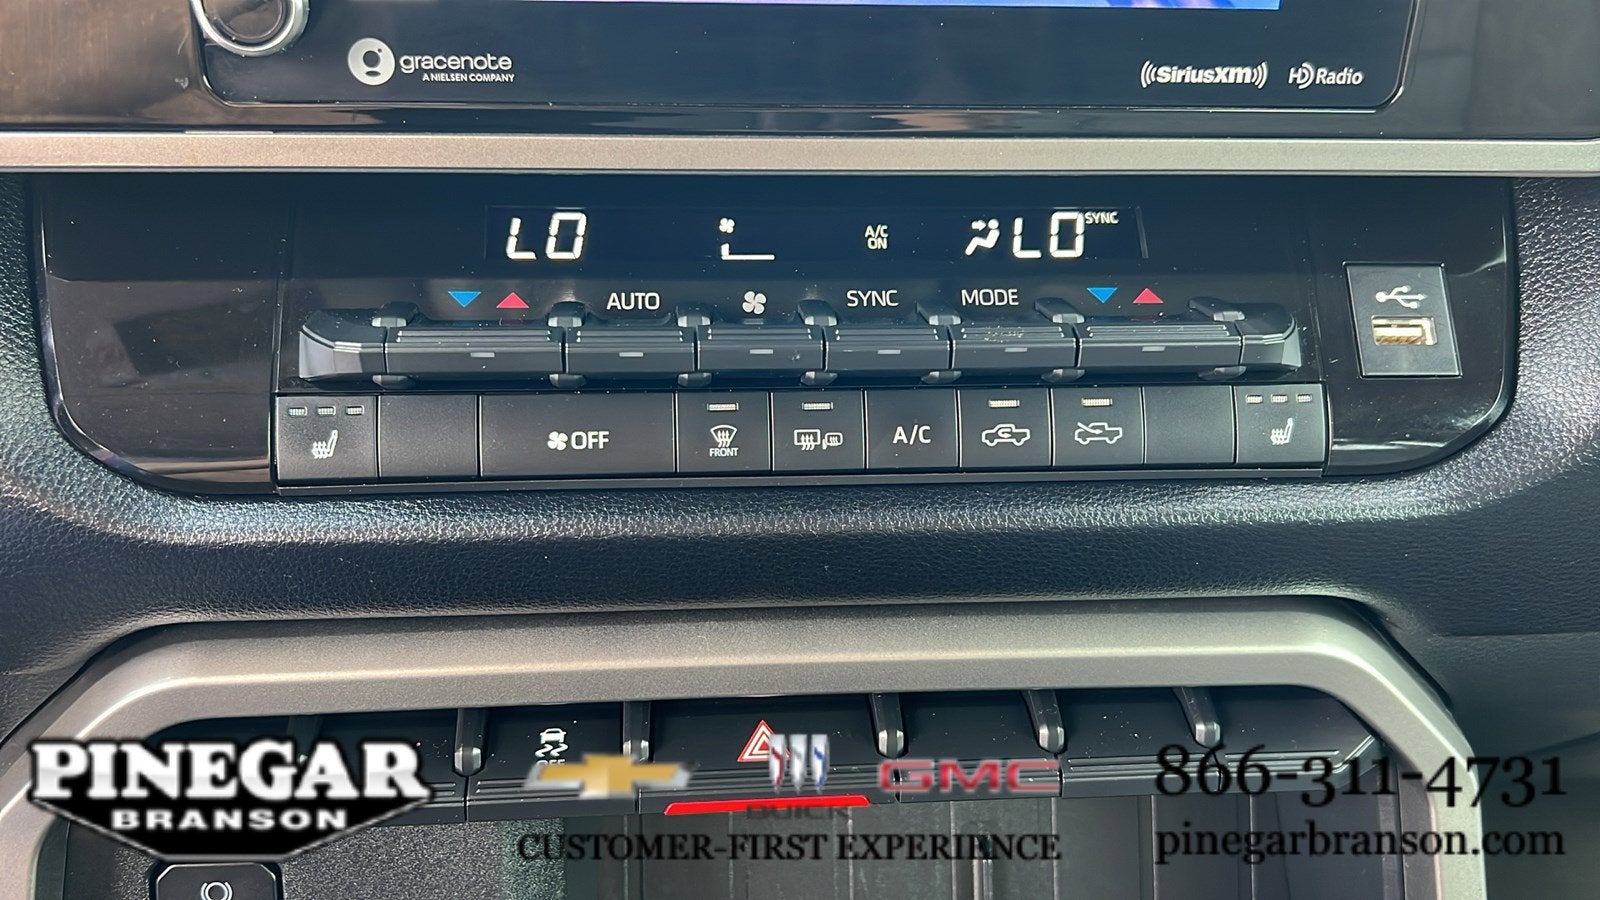 gracenote
A NIELSEN COMPANY
SiriusXM HD Radio
LO A/C ON LO SYNC
AUTO SYNC MODE
OFF FRONT A/C
OFF
PINEGAR
BRANSON
BUICK
GMC
CUSTOMER-FIRST EXPERIENCE
866-311-4731
pinegarbranson.com